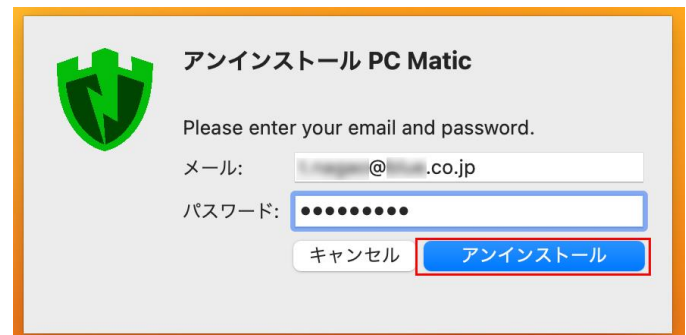 アンインストール PC Matic
Please enter your email and password.
メール: @ .co.jp
パスワード: ●●●●●●●●●
キャンセル アンインストール